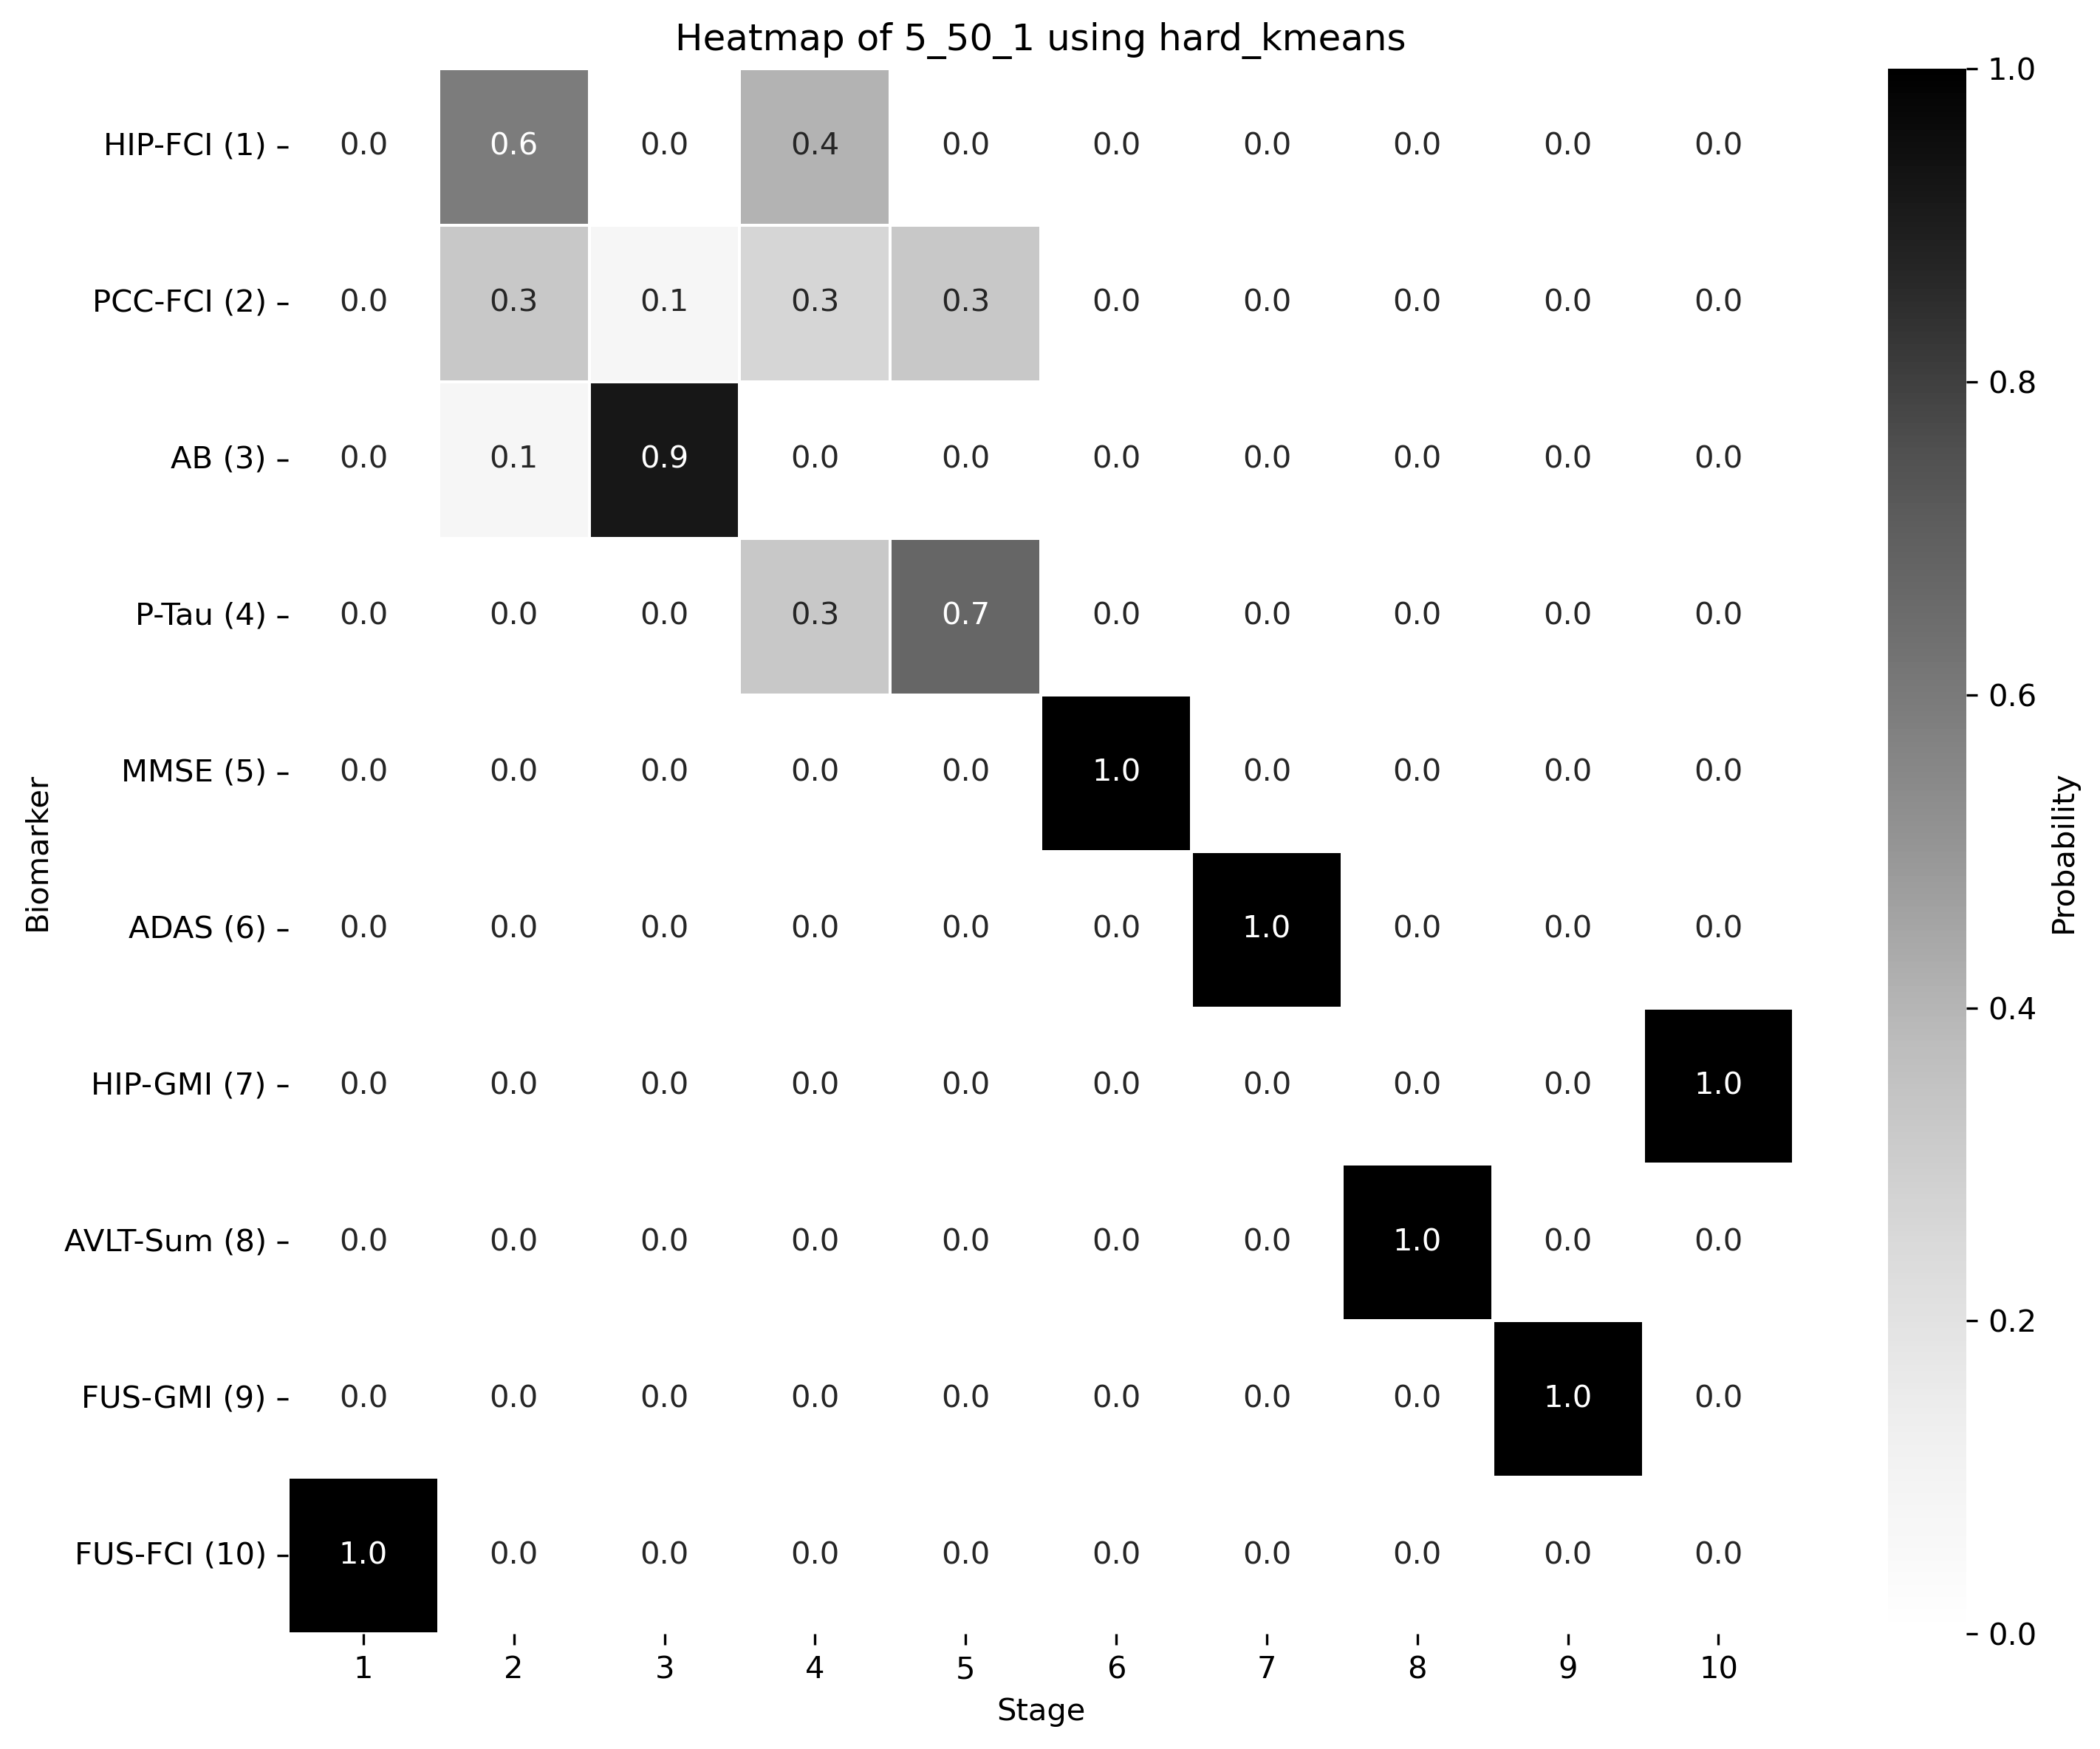 Heatmap of 5_50_1 using hard_kmeans
HIP-FCI (1) 0.0 0.6 0.0 0.4 0.0 0.0 0.0 0.0 0.0 0.0
PCC-FCI (2) 0.0 0.3 0.1 0.3 0.3 0.0 0.0 0.0 0.0 0.0
AB (3) 0.0 0.1 0.9 0.0 0.0 0.0 0.0 0.0 0.0 0.0
P-Tau (4) 0.0 0.0 0.0 0.3 0.7 0.0 0.0 0.0 0.0 0.0
MMSE (5) 0.0 0.0 0.0 0.0 0.0 1.0 0.0 0.0 0.0 0.0
ADAS (6) 0.0 0.0 0.0 0.0 0.0 0.0 1.0 0.0 0.0 0.0
HIP-GMI (7) 0.0 0.0 0.0 0.0 0.0 0.0 0.0 0.0 0.0 1.0
AVLT-Sum (8) 0.0 0.0 0.0 0.0 0.0 0.0 0.0 1.0 0.0 0.0
FUS-GMI (9) 0.0 0.0 0.0 0.0 0.0 0.0 0.0 0.0 1.0 0.0
FUS-FCI (10) 1.0 0.0 0.0 0.0 0.0 0.0 0.0 0.0 0.0 0.0
1 2 3 4 5 6 7 8 9 10
Stage
Biomarker
1.0
0.8
0.6
0.4
0.2
0.0
Probability